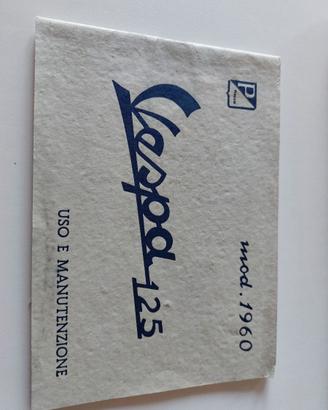 P
mod. 1960
Vespa 125
USO E MANUTENZIONE